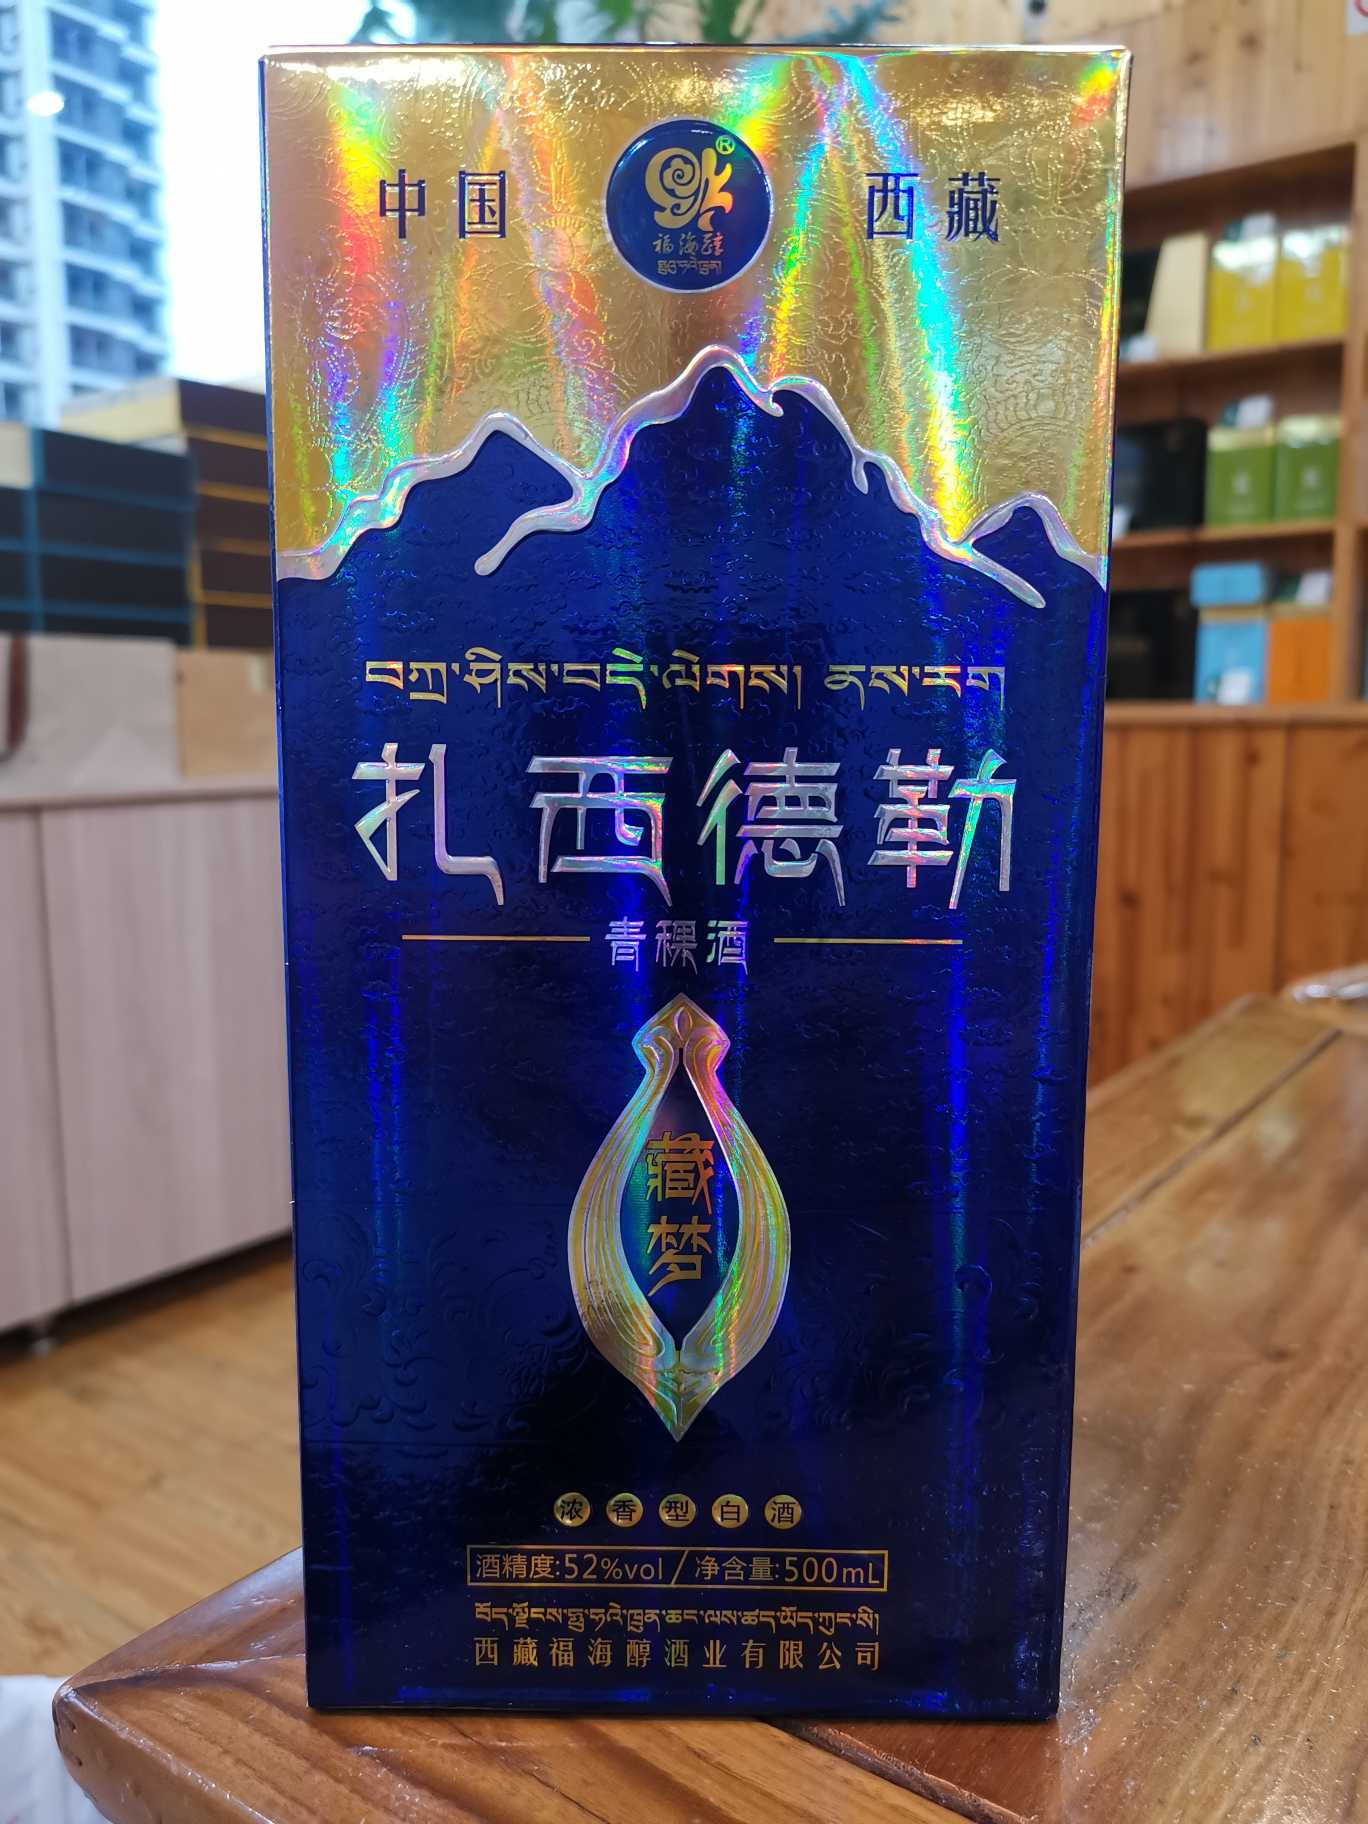 中国 西藏
®
福海醇
བཀྲ་ཤིས་བདེ་ལེགས། ནས་རག
扎西德勒
青稞酒
藏梦
浓香型白酒
酒精度:52%vol/净含量:500mL
西藏福海醇酒业有限公司